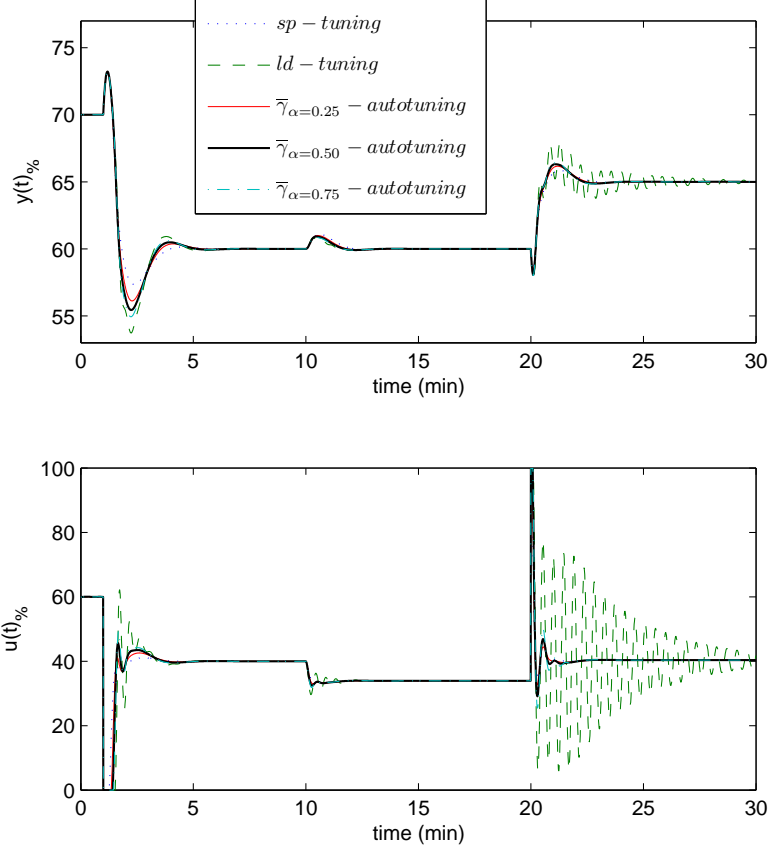 sp − tuning
ld − tuning
γ̅α=0.25 − autotuning
γ̅α=0.50 − autotuning
γ̅α=0.75 − autotuning
75
70
65
60
55
y(t)%
0 5 10 15 20 25 30
time (min)
100
80
60
40
20
0
u(t)%
0 5 10 15 20 25 30
time (min)